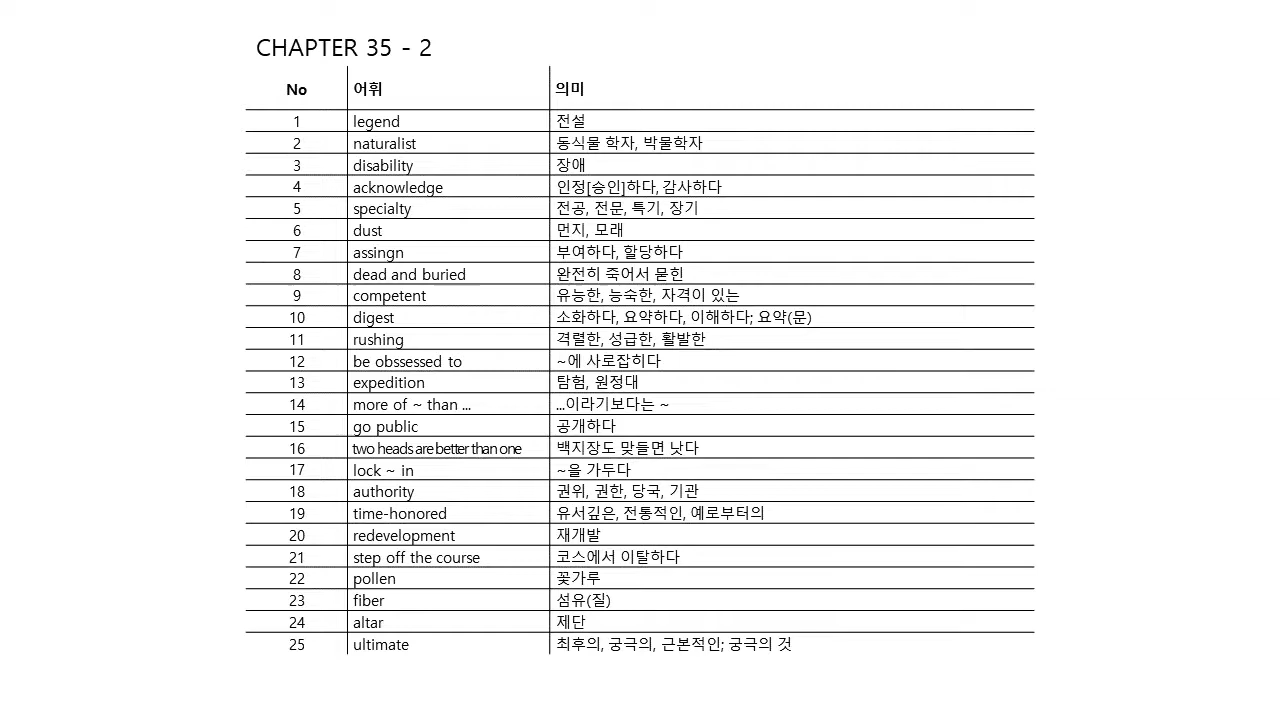 CHAPTER 35 - 2
No 어휘 의미
1 legend 전설
2 naturalist 동식물 학자, 박물학자
3 disability 장애
4 acknowledge 인정[승인]하다, 감사하다
5 specialty 전공, 전문, 특기, 장기
6 dust 먼지, 모래
7 assingn 부여하다, 할당하다
8 dead and buried 완전히 죽어서 묻힌
9 competent 유능한, 능숙한, 자격이 있는
10 digest 소화하다, 요약하다, 이해하다; 요약(문)
11 rushing 격렬한, 성급한, 활발한
12 be obssessed to ~에 사로잡히다
13 expedition 탐험, 원정대
14 more of ~ than ... ...이라기보다는 ~
15 go public 공개하다
16 two heads are better than one 백지장도 맞들면 낫다
17 lock ~ in ~을 가두다
18 authority 권위, 권한, 당국, 기관
19 time-honored 유서깊은, 전통적인, 예로부터의
20 redevelopment 재개발
21 step off the course 코스에서 이탈하다
22 pollen 꽃가루
23 fiber 섬유(질)
24 altar 제단
25 ultimate 최후의, 궁극의, 근본적인; 궁극의 것